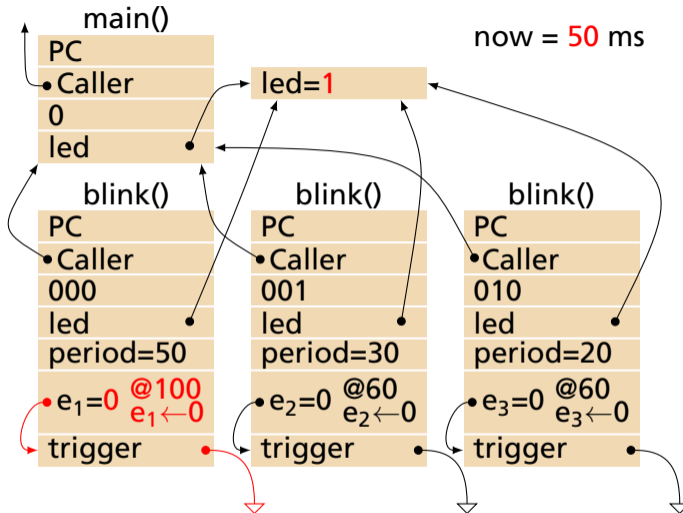 main()
PC
Caller
0
led
led=1
now = 50 ms
blink()
PC
Caller
000
led
period=50
e₁=0 @100
e₁←0
trigger
blink()
PC
Caller
001
led
period=30
e₂=0 @60
e₂←0
trigger
blink()
PC
Caller
010
led
period=20
e₃=0 @60
e₃←0
trigger